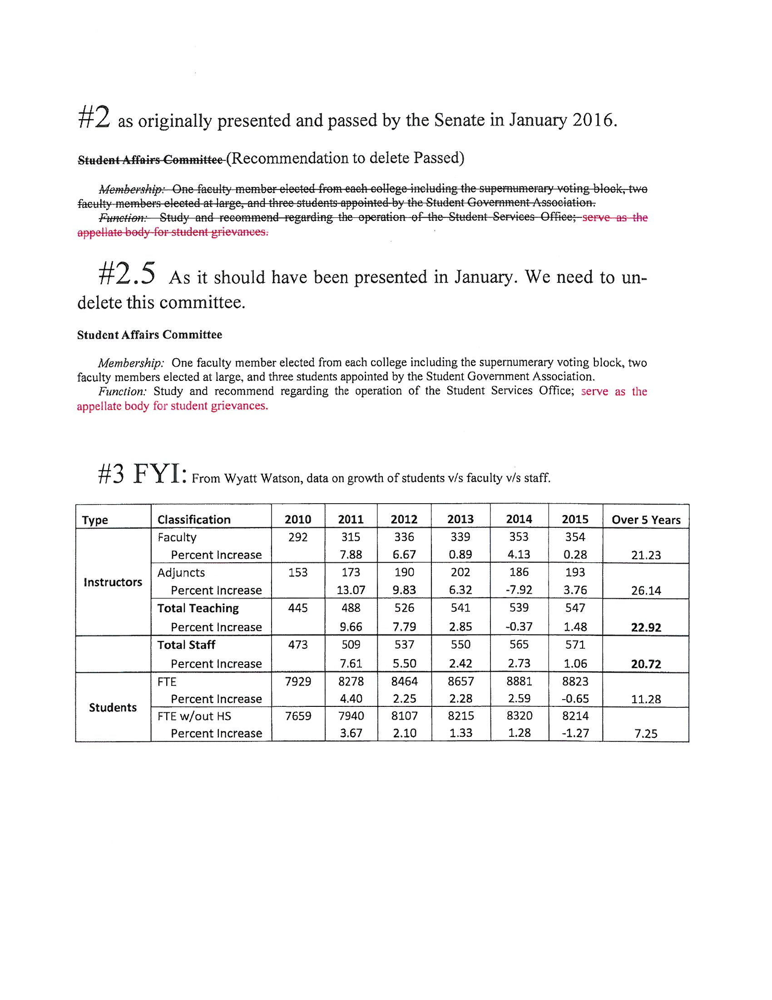 #2 as originally presented and passed by the Senate in January 2016.
Student Affairs Committee (Recommendation to delete Passed)
Membership: One faculty member elected from each college including the supernumerary voting block, two
faculty members elected at large, and three students appointed by the Student Government Association.
Function: Study and recommend regarding the operation of the Student Services Office; serve as the
appellate body for student grievances.
#2.5 As it should have been presented in January. We need to un-
delete this committee.
Student Affairs Committee
Membership: One faculty member elected from each college including the supernumerary voting block, two
faculty members elected at large, and three students appointed by the Student Government Association.
Function: Study and recommend regarding the operation of the Student Services Office; serve as the
appellate body for student grievances.
#3 FYI: From Wyatt Watson, data on growth of students v/s faculty v/s staff.
Type Classification 2010 2011 2012 2013 2014 2015 Over 5 Years
Faculty 292 315 336 339 353 354
Percent Increase 7.88 6.67 0.89 4.13 0.28 21.23
Adjuncts 153 173 190 202 186 193
Instructors
Percent Increase 13.07 9.83 6.32 -7.92 3.76 26.14
Total Teaching 445 488 526 541 539 547
Percent Increase 9.66 7.79 2.85 -0.37 1.48 22.92
Total Staff 473 509 537 550 565 571
Percent Increase 7.61 5.50 2.42 2.73 1.06 20.72
FTE 7929 8278 8464 8657 8881 8823
Percent Increase 4.40 2.25 2.28 2.59 -0.65 11.28
Students
FTE w/out HS 7659 7940 8107 8215 8320 8214
Percent Increase 3.67 2.10 1.33 1.28 -1.27 7.25